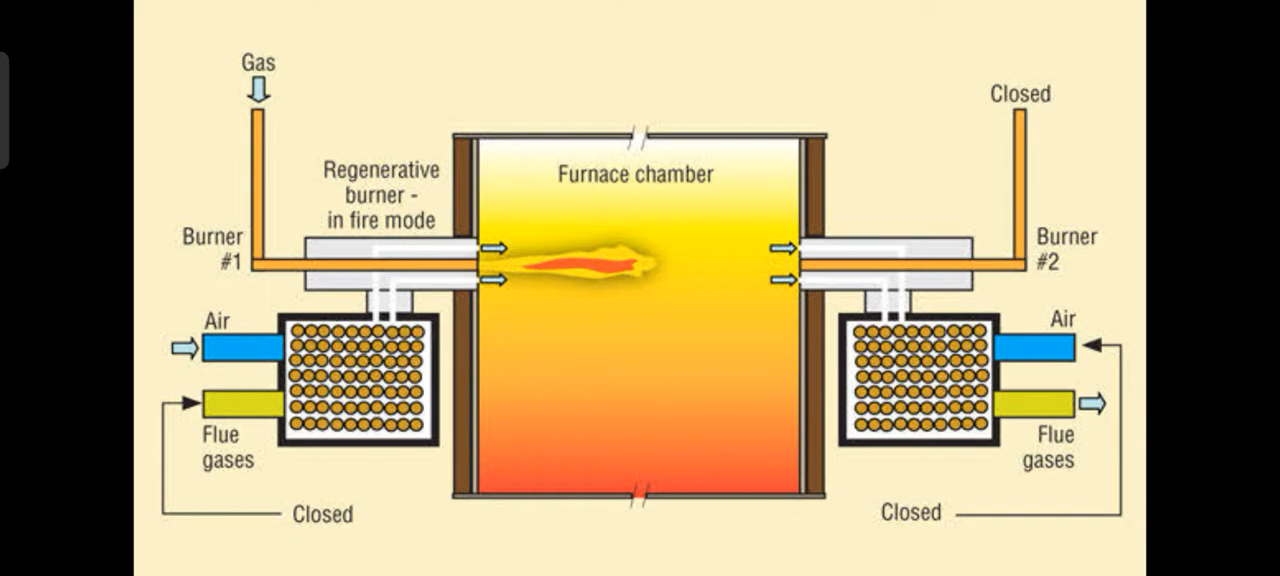 Gas
Closed
Regenerative
burner -
in fire mode
Furnace chamber
Burner
#1
Burner
#2
Air
Air
Flue
gases
Flue
gases
Closed
Closed